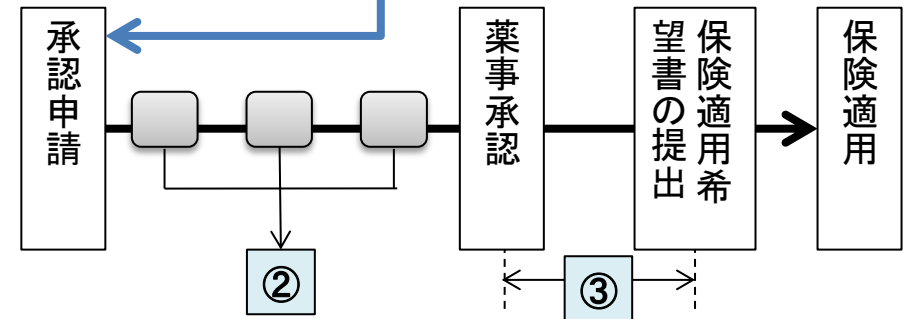 承認申請
薬事承認
保険適用希
望書の提出
保険適用
②
③